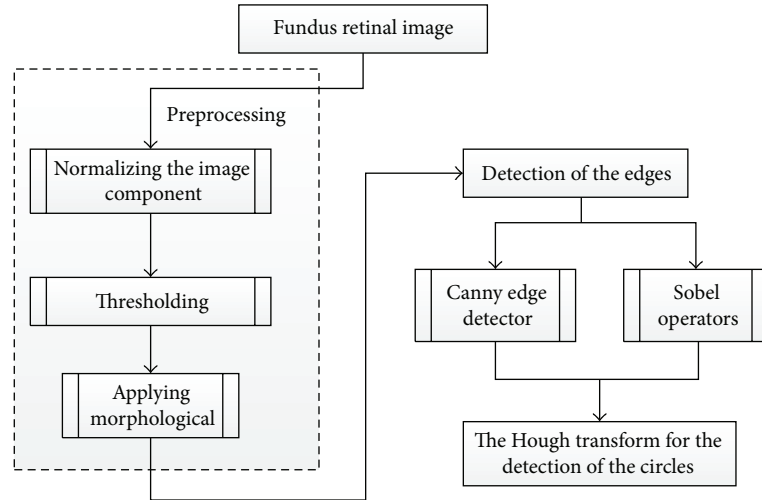 Fundus retinal image
Preprocessing
Normalizing the image
component
Thresholding
Applying
morphological
Detection of the edges
Canny edge
detector
Sobel
operators
The Hough transform for the
detection of the circles